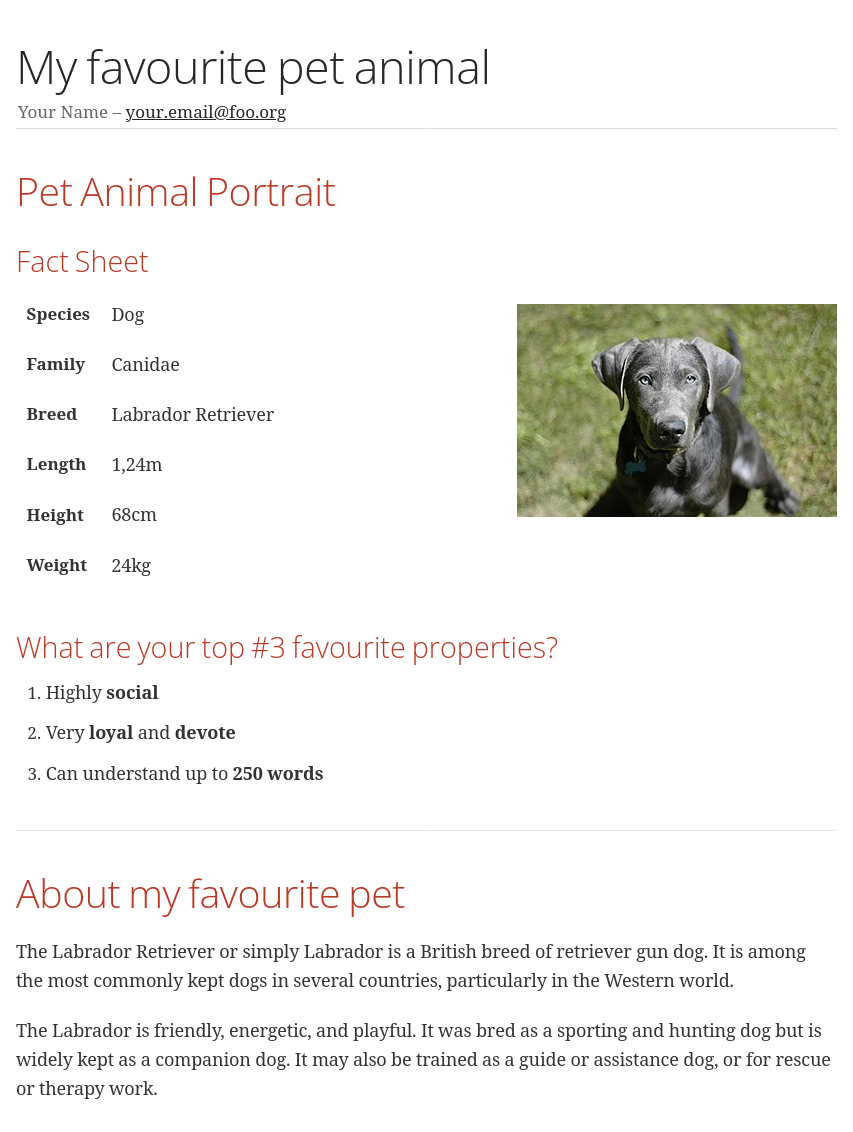 My favourite pet animal
Your Name – your.email@foo.org
Pet Animal Portrait
Fact Sheet
Species Dog
Family Canidae
Breed Labrador Retriever
Length 1,24m
Height 68cm
Weight 24kg
What are your top #3 favourite properties?
1. Highly social
2. Very loyal and devote
3. Can understand up to 250 words
About my favourite pet
The Labrador Retriever or simply Labrador is a British breed of retriever gun dog. It is among
the most commonly kept dogs in several countries, particularly in the Western world.
The Labrador is friendly, energetic, and playful. It was bred as a sporting and hunting dog but is
widely kept as a companion dog. It may also be trained as a guide or assistance dog, or for rescue
or therapy work.